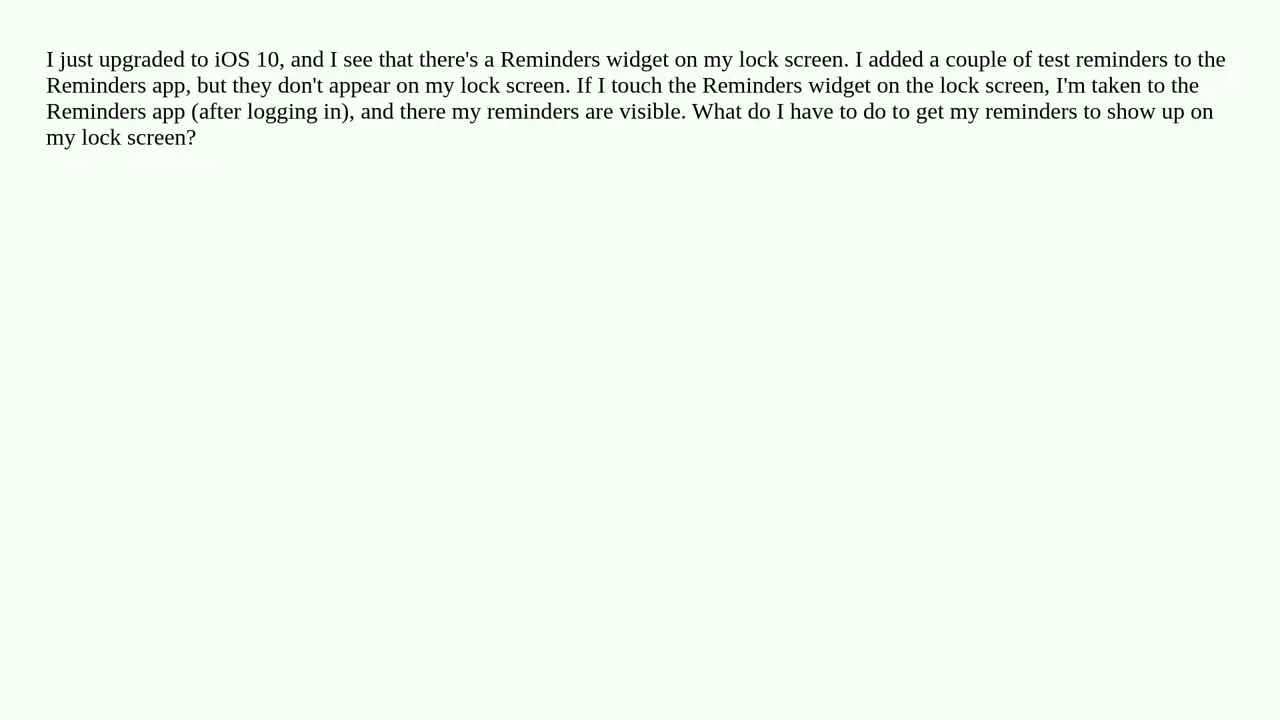 I just upgraded to iOS 10, and I see that there's a Reminders widget on my lock screen. I added a couple of test reminders to the
Reminders app, but they don't appear on my lock screen. If I touch the Reminders widget on the lock screen, I'm taken to the
Reminders app (after logging in), and there my reminders are visible. What do I have to do to get my reminders to show up on
my lock screen?